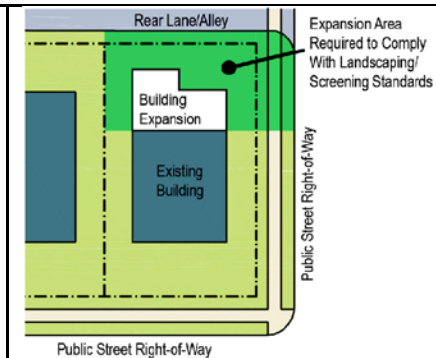 Rear Lane/Alley
Expansion Area
Required to Comply
With Landscaping/
Screening Standards
Building
Expansion
Existing
Building
Public Street Right-of-Way
Public Street Right-of-Way